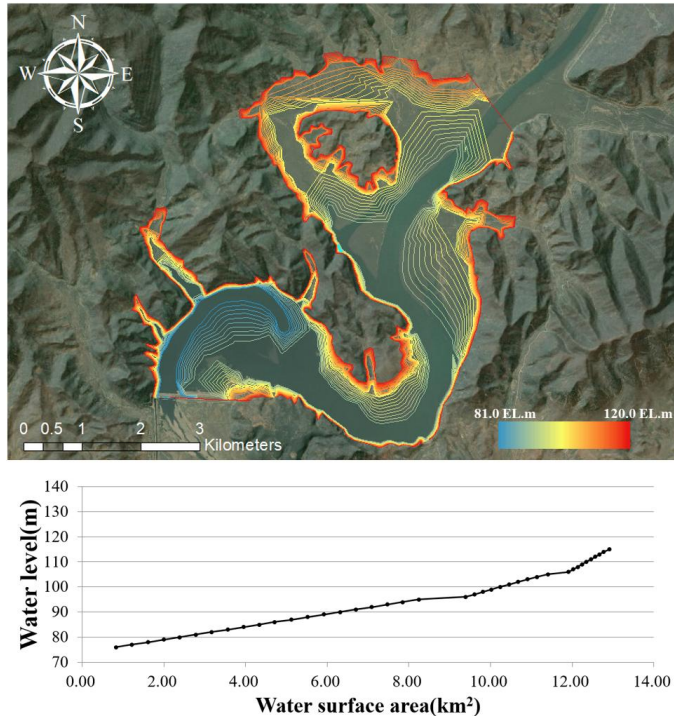 N
W E
S
81.0 EL.m 120.0 EL.m
0 0.5 1 2 3
Kilometers
140
130
120
110
100
90
80
70
Water level(m)
0.00 2.00 4.00 6.00 8.00 10.00 12.00 14.00
Water surface area(km²)